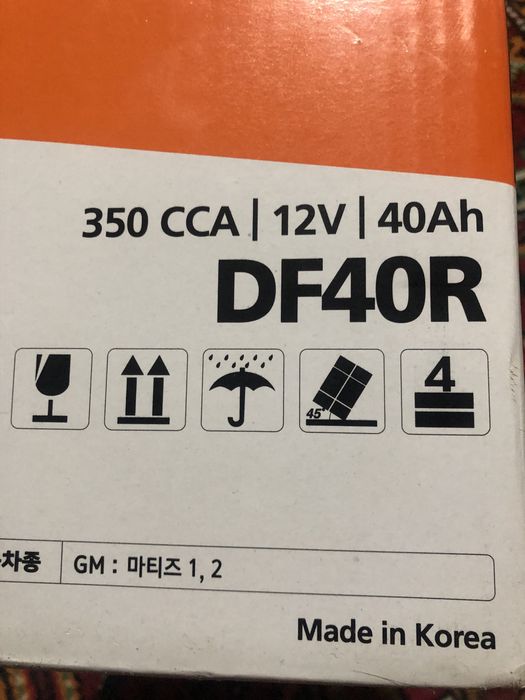 350 CCA | 12V | 40Ah
DF40R
45°
4
차종
GM : 마티즈 1, 2
Made in Korea